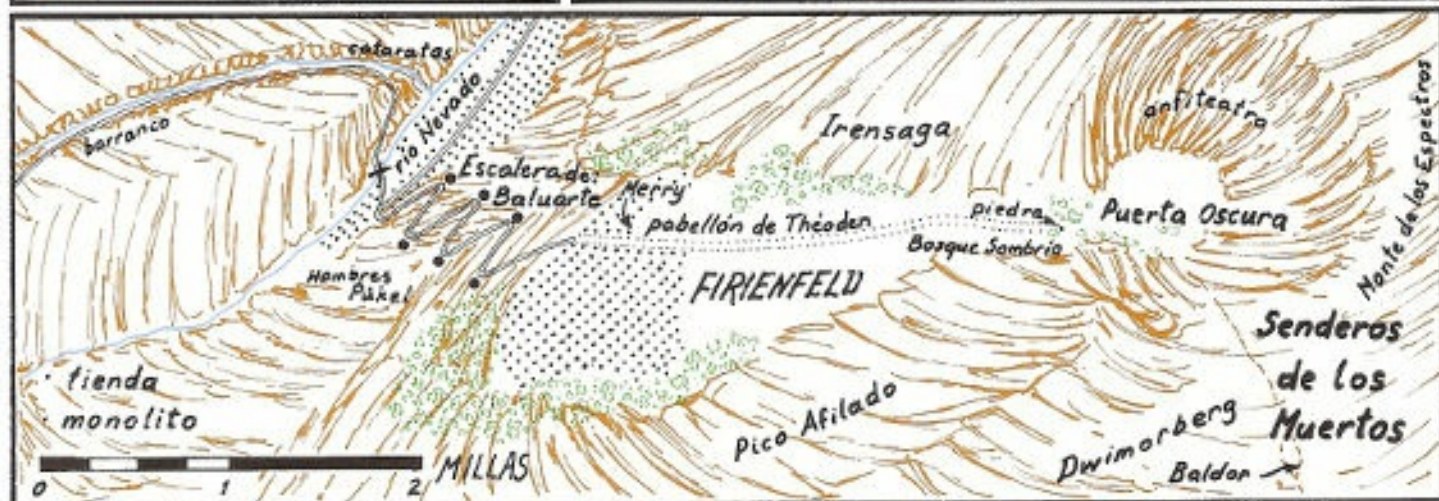 cataratas
barranco
río Nevado
Escalera del
Baluarte
Hombres
Púkel
Merry
pabellón de Théoden
Irensaga
anfiteatro
piedra
Puerta Oscura
Bosque Sombrío
FIRIENFELD
Monte de los Espectros
Senderos
de los
Muertos
tienda
monolito
Pico Afilado
Dwimorberg
Baldor
0 1 2 MILLAS